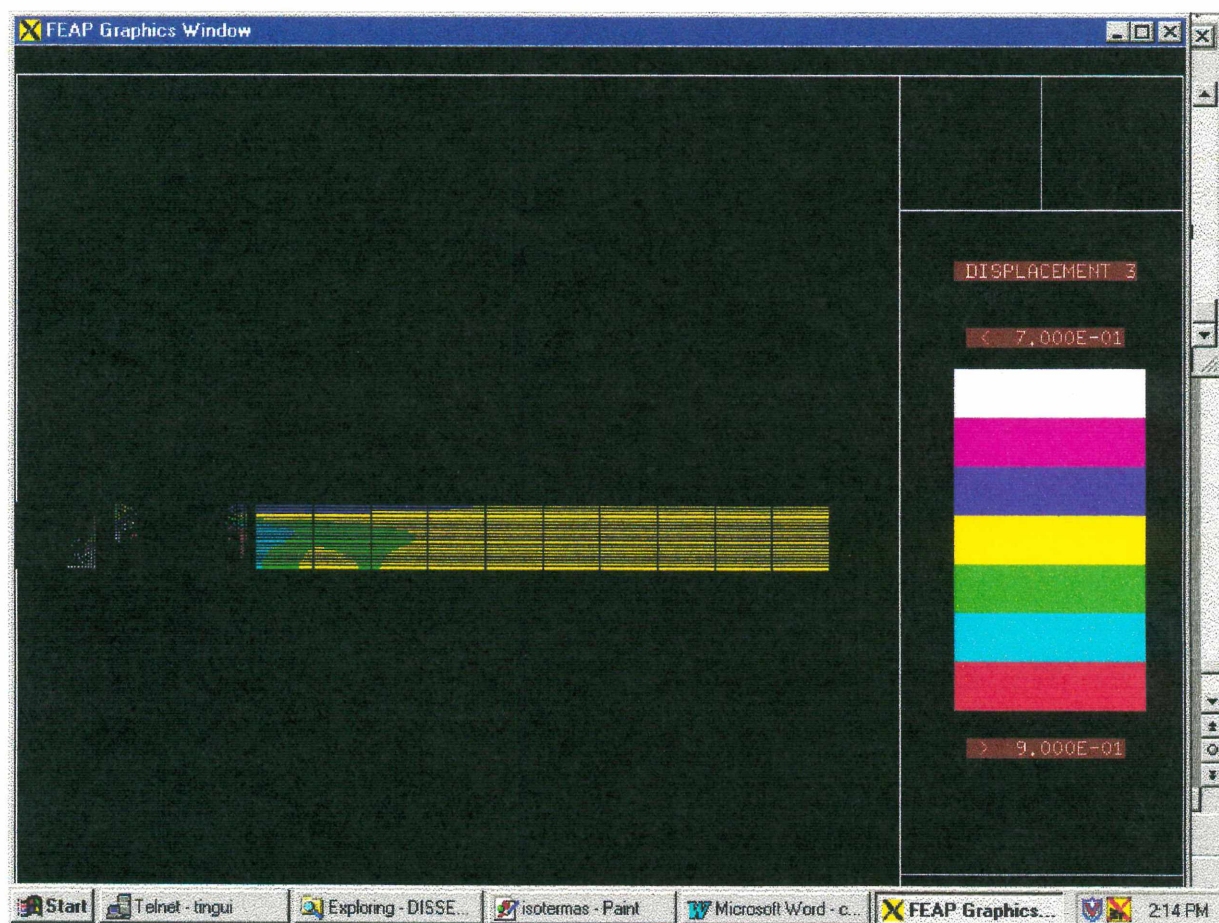 FEAP Graphics Window
DISPLACEMENT 3
< 7.000E-01
> 9.000E-01
Start
Telnet - tingui
Exploring - DISSE...
isotermas - Paint
Microsoft Word - c...
FEAP Graphics...
2:14 PM